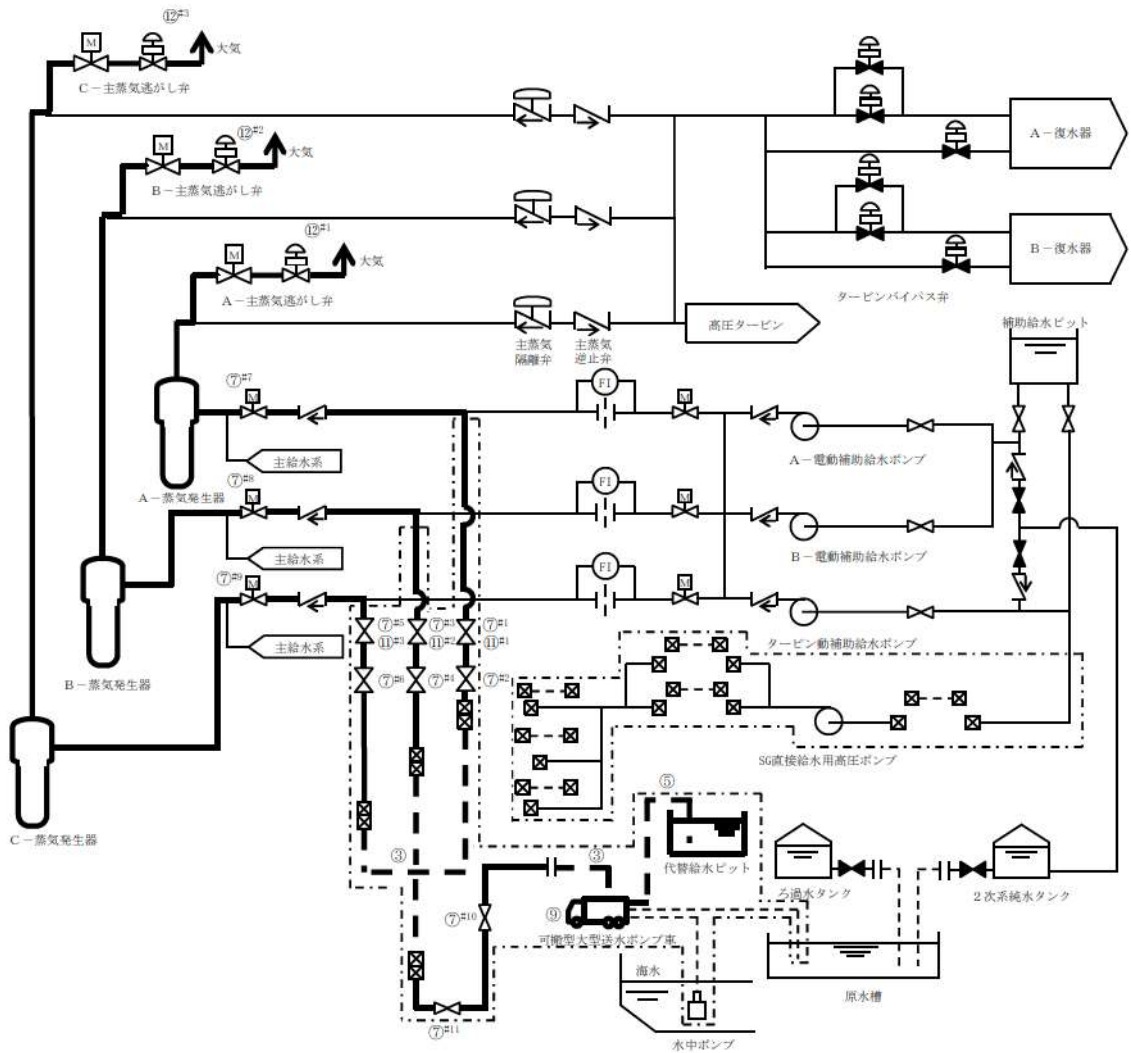 ⑫#3
M
大気
C－主蒸気逃がし弁
⑫#2
M
大気
B－主蒸気逃がし弁
⑫#1
M
大気
A－主蒸気逃がし弁
A－復水器
B－復水器
タービンバイパス弁
高圧タービン
主蒸気
隔離弁
主蒸気
逆止弁
補助給水ピット
⑦#7
M
FI
M
主給水系
A－電動補助給水ポンプ
A－蒸気発生器
⑦#8
M
FI
M
主給水系
B－電動補助給水ポンプ
⑦#9
M
FI
M
主給水系
タービン動補助給水ポンプ
B－蒸気発生器
⑦#5
⑪#3
⑦#3
⑪#2
⑦#1
⑪#1
⑦#6
⑦#4
⑦#2
SG直接給水用高圧ポンプ
C－蒸気発生器
⑤
代替給水ピット
③
③
ろ過水タンク
2次系純水タンク
⑦#10
⑨
可搬型大型送水ポンプ車
海水
原水槽
⑦#11
水中ポンプ